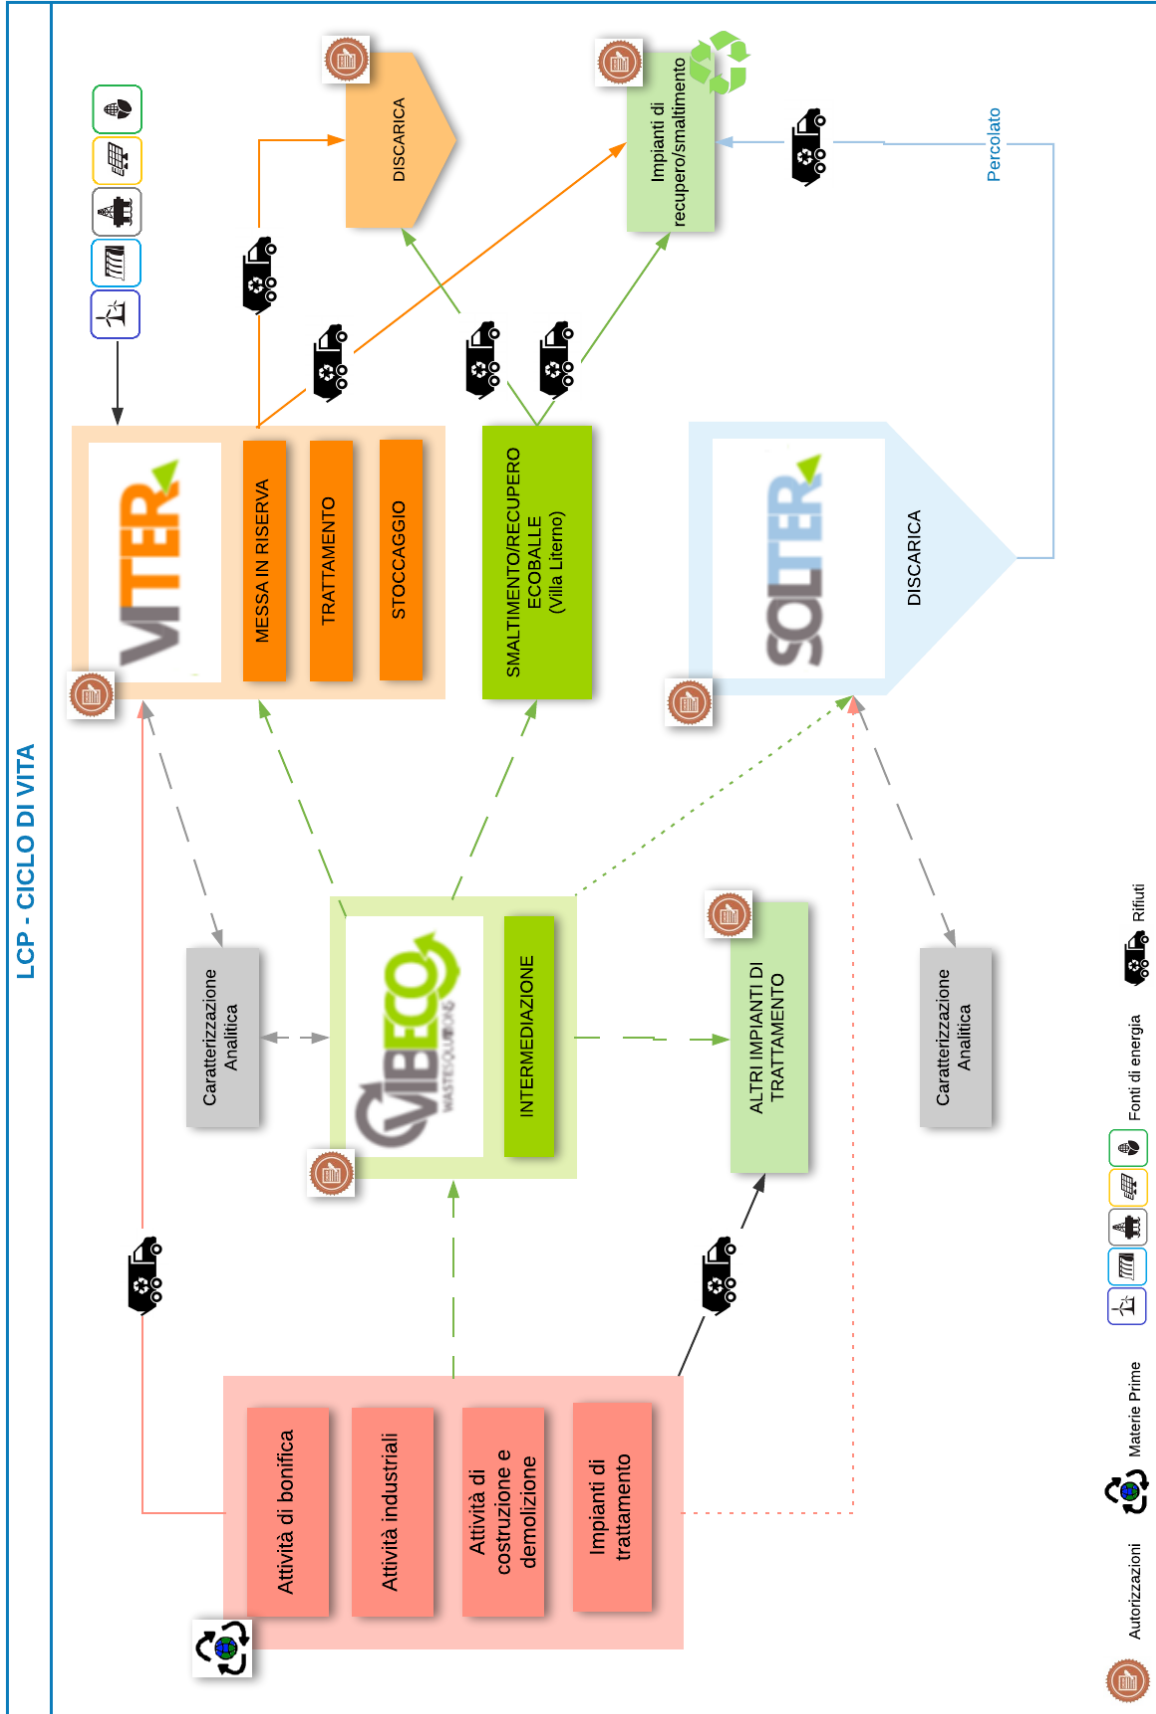 LCP - CICLO DI VITA
Attività di bonifica
Attività industriali
Attività di
costruzione e
demolizione
Impianti di
trattamento
Caratterizzazione
Analitica
VIBECO
WASTESOLUTIONS
INTERMEDIAZIONE
ALTRI IMPIANTI DI
TRATTAMENTO
Caratterizzazione
Analitica
VITER
MESSA IN RISERVA
TRATTAMENTO
STOCCAGGIO
SMALTIMENTO/RECUPERO
ECOBALLE
(Villa Literno)
SOLTER
DISCARICA
DISCARICA
Impianti di
recupero/smaltimento
Percolato
Autorizzazioni
Materie Prime
Fonti di energia
Rifiuti